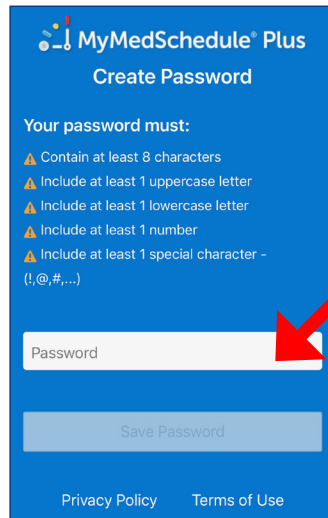 MyMedSchedule® Plus
Create Password
Your password must:
Contain at least 8 characters
Include at least 1 uppercase letter
Include at least 1 lowercase letter
Include at least 1 number
Include at least 1 special character -
(!,@,#,...)
Password
Save Password
Privacy Policy Terms of Use